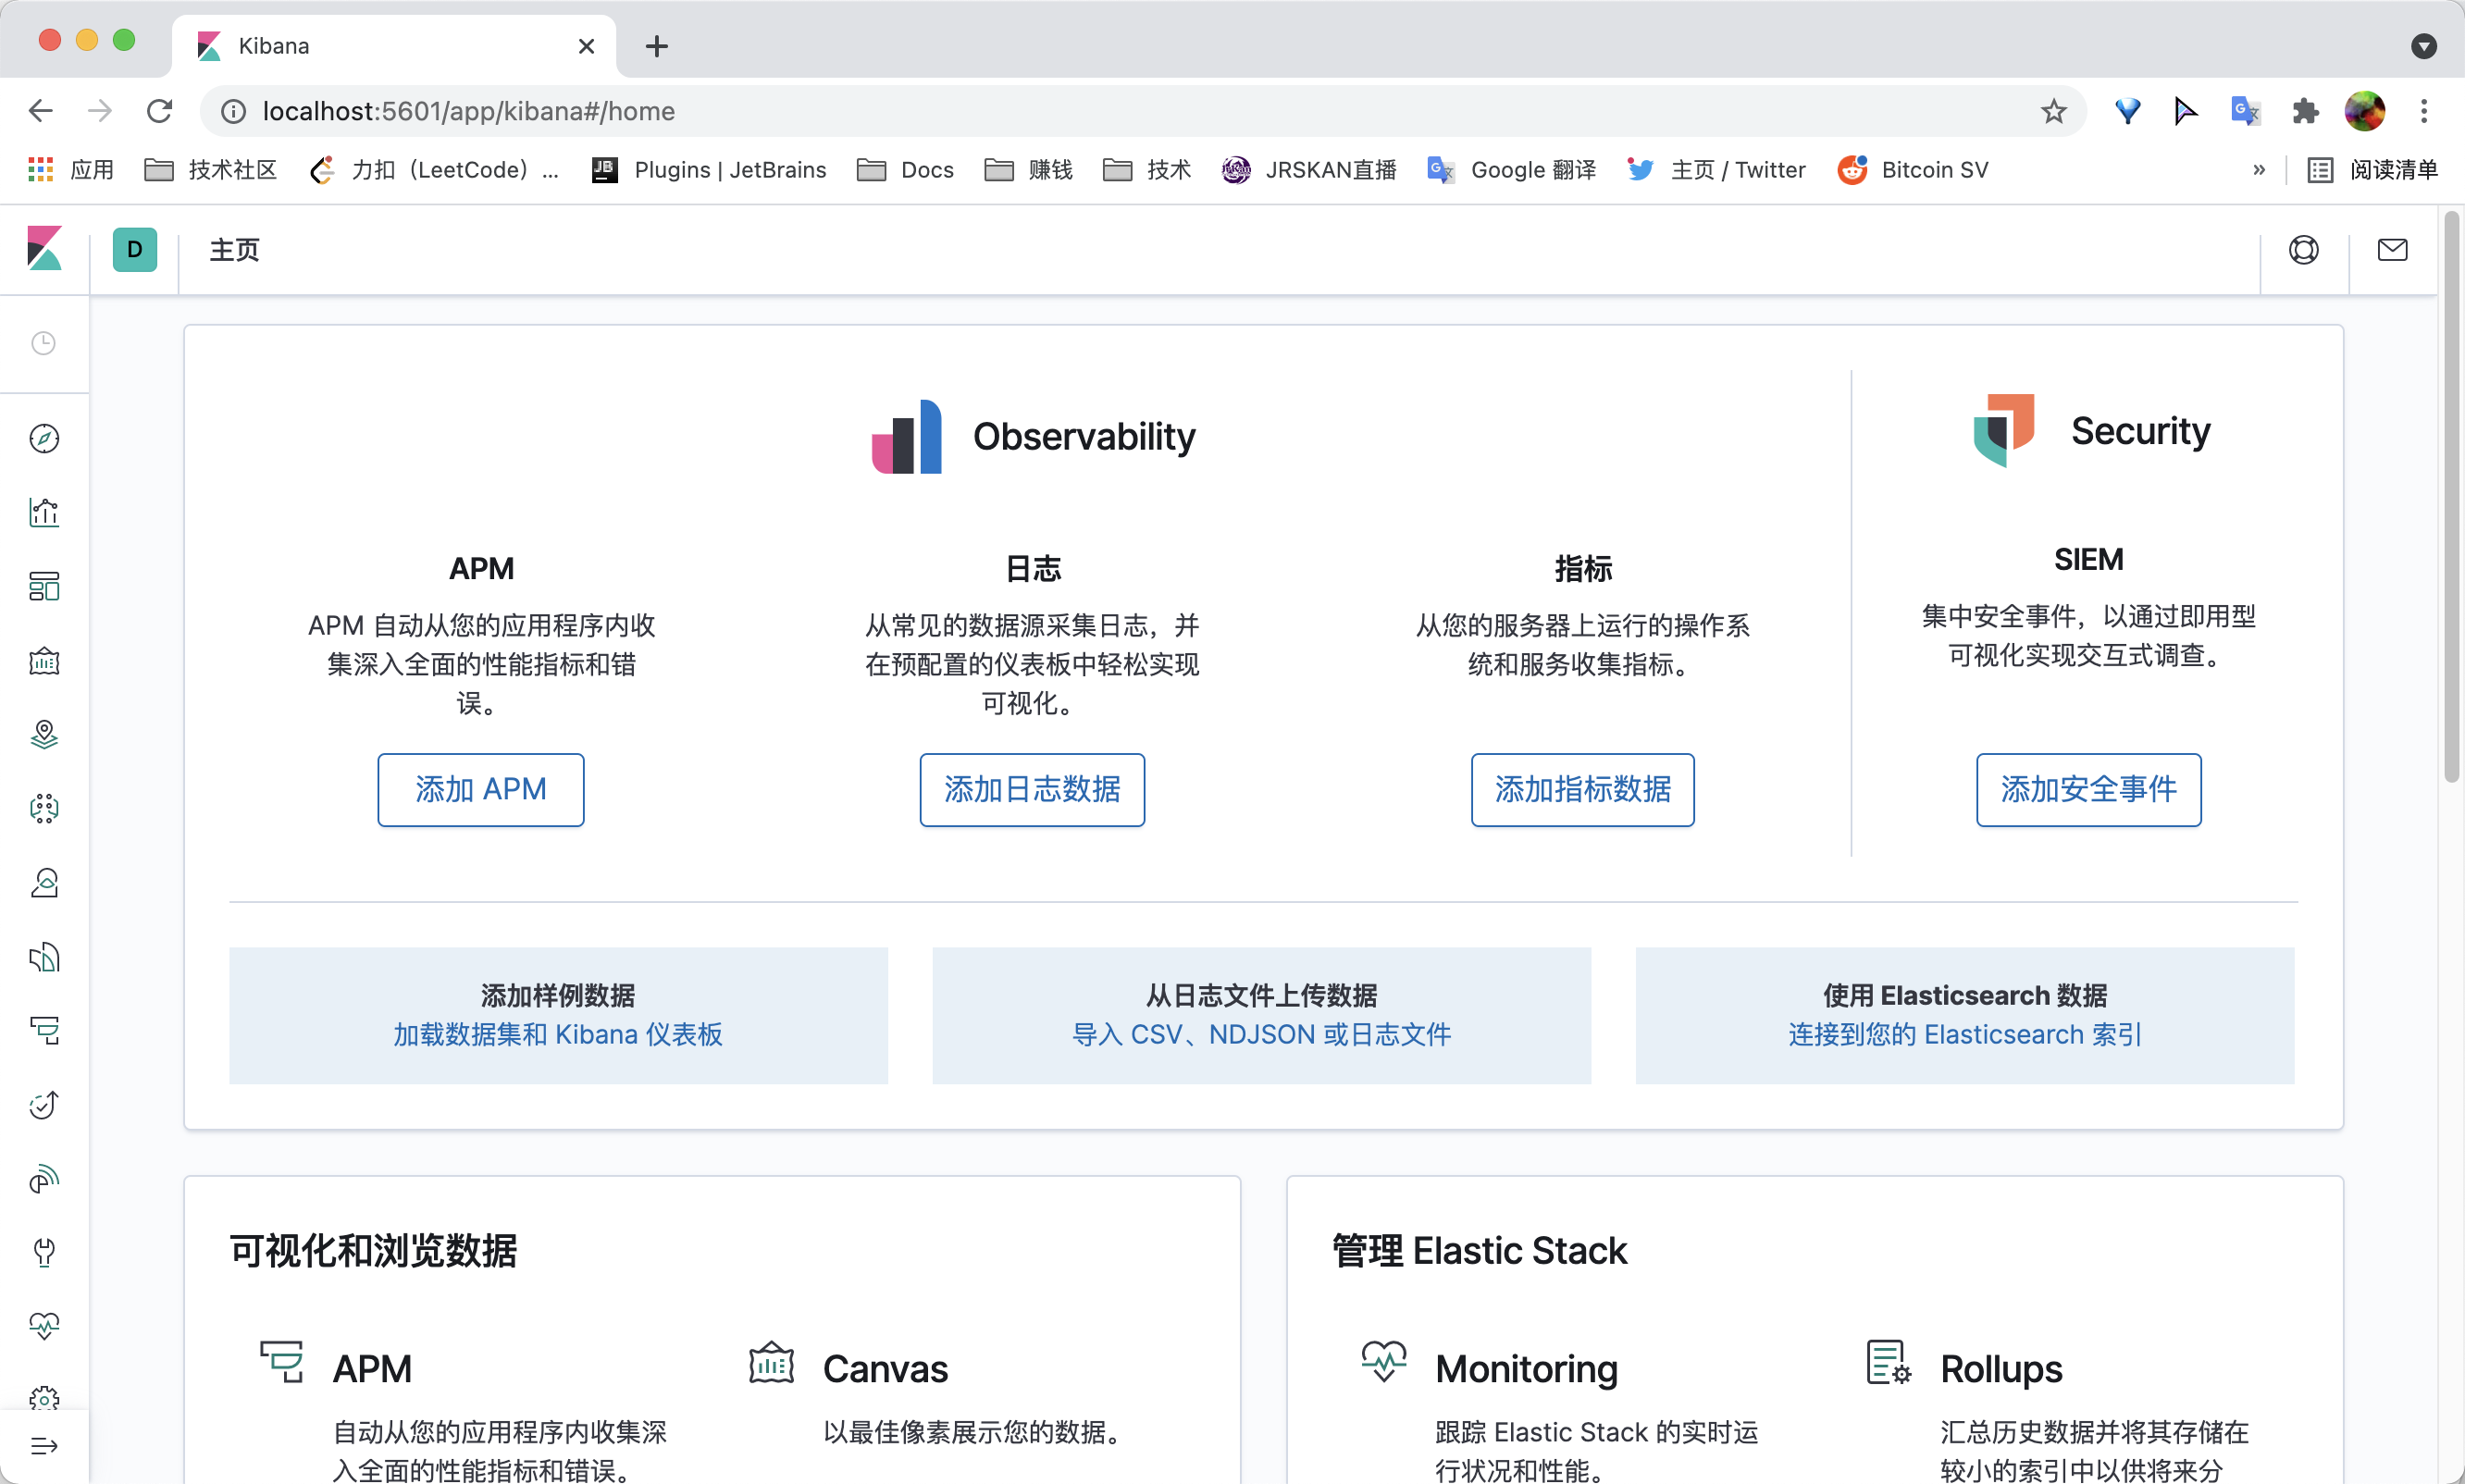 Kibana
localhost:5601/app/kibana#/home
应用
技术社区
力扣（LeetCode）...
JB
Plugins | JetBrains
Docs
赚钱
技术
JRSKAN直播
Google 翻译
主页 / Twitter
Bitcoin SV
»
阅读清单
D
主页
Observability
Security
APM
APM 自动从您的应用程序内收
集深入全面的性能指标和错
误。
添加 APM
日志
从常见的数据源采集日志，并
在预配置的仪表板中轻松实现
可视化。
添加日志数据
指标
从您的服务器上运行的操作系
统和服务收集指标。
添加指标数据
SIEM
集中安全事件，以通过即用型
可视化实现交互式调查。
添加安全事件
添加样例数据
加载数据集和 Kibana 仪表板
从日志文件上传数据
导入 CSV、NDJSON 或日志文件
使用 Elasticsearch 数据
连接到您的 Elasticsearch 索引
可视化和浏览数据
APM
自动从您的应用程序内收集深
入全面的性能指标和错误。
Canvas
以最佳像素展示您的数据。
管理 Elastic Stack
Monitoring
跟踪 Elastic Stack 的实时运
行状况和性能。
Rollups
汇总历史数据并将其存储在
较小的索引中以供将来分